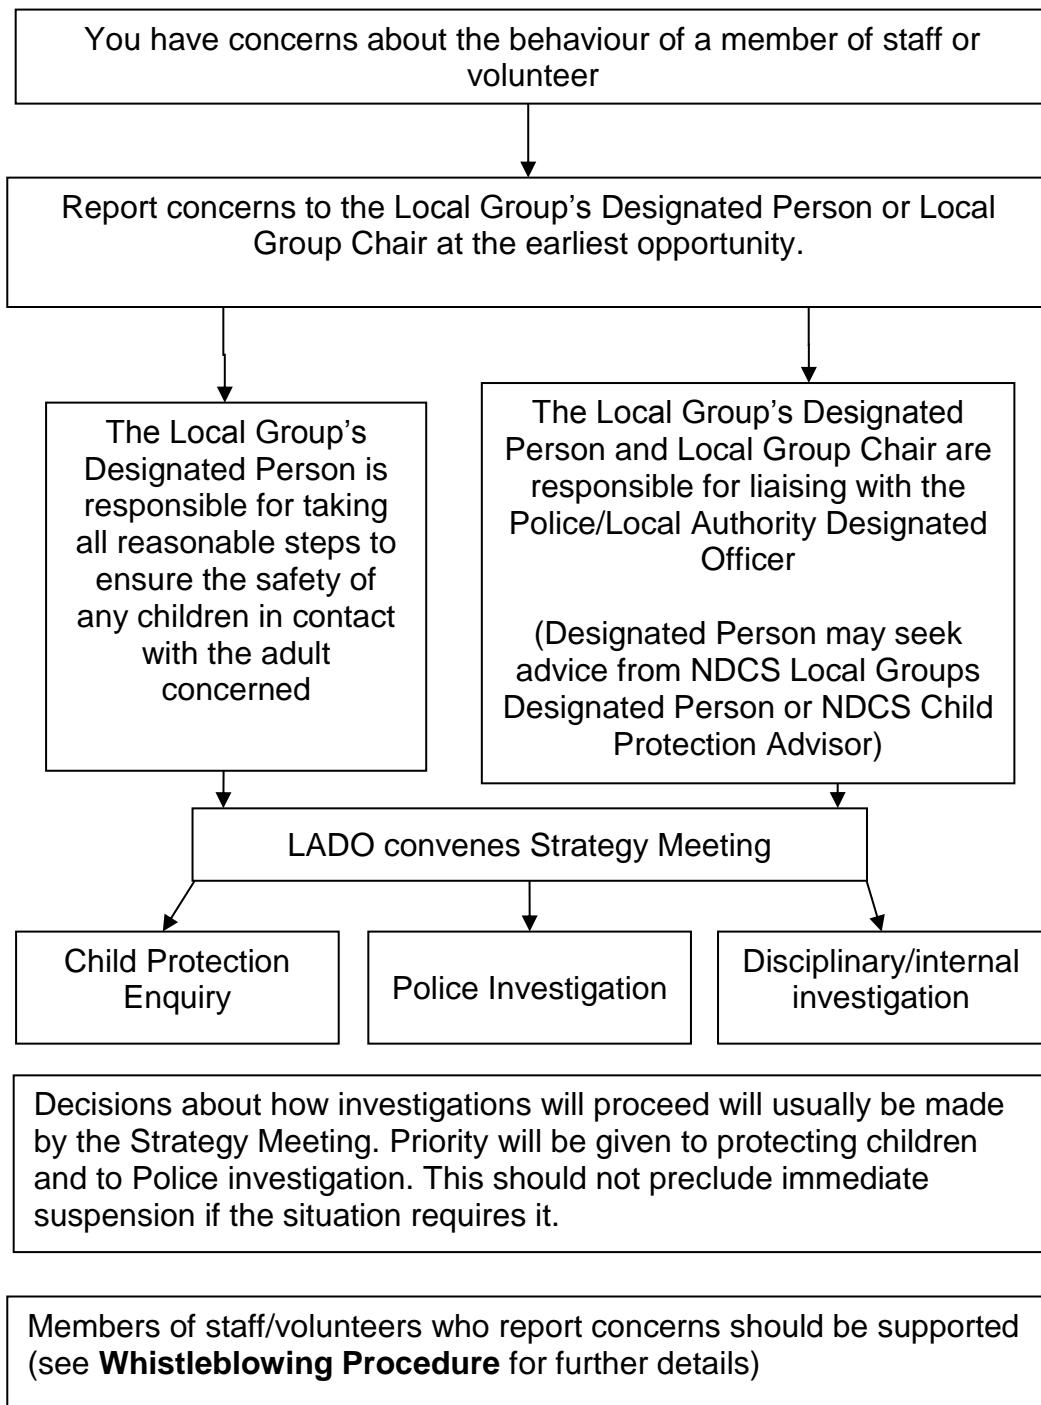 You have concerns about the behaviour of a member of staff or
volunteer
Report concerns to the Local Group’s Designated Person or Local
Group Chair at the earliest opportunity.
The Local Group’s
Designated Person is
responsible for taking
all reasonable steps to
ensure the safety of
any children in contact
with the adult
concerned
The Local Group’s Designated
Person and Local Group Chair are
responsible for liaising with the
Police/Local Authority Designated
Officer
(Designated Person may seek
advice from NDCS Local Groups
Designated Person or NDCS Child
Protection Advisor)
LADO convenes Strategy Meeting
Child Protection
Enquiry
Police Investigation
Disciplinary/internal
investigation
Decisions about how investigations will proceed will usually be made
by the Strategy Meeting. Priority will be given to protecting children
and to Police investigation. This should not preclude immediate
suspension if the situation requires it.
Members of staff/volunteers who report concerns should be supported
(see Whistleblowing Procedure for further details)